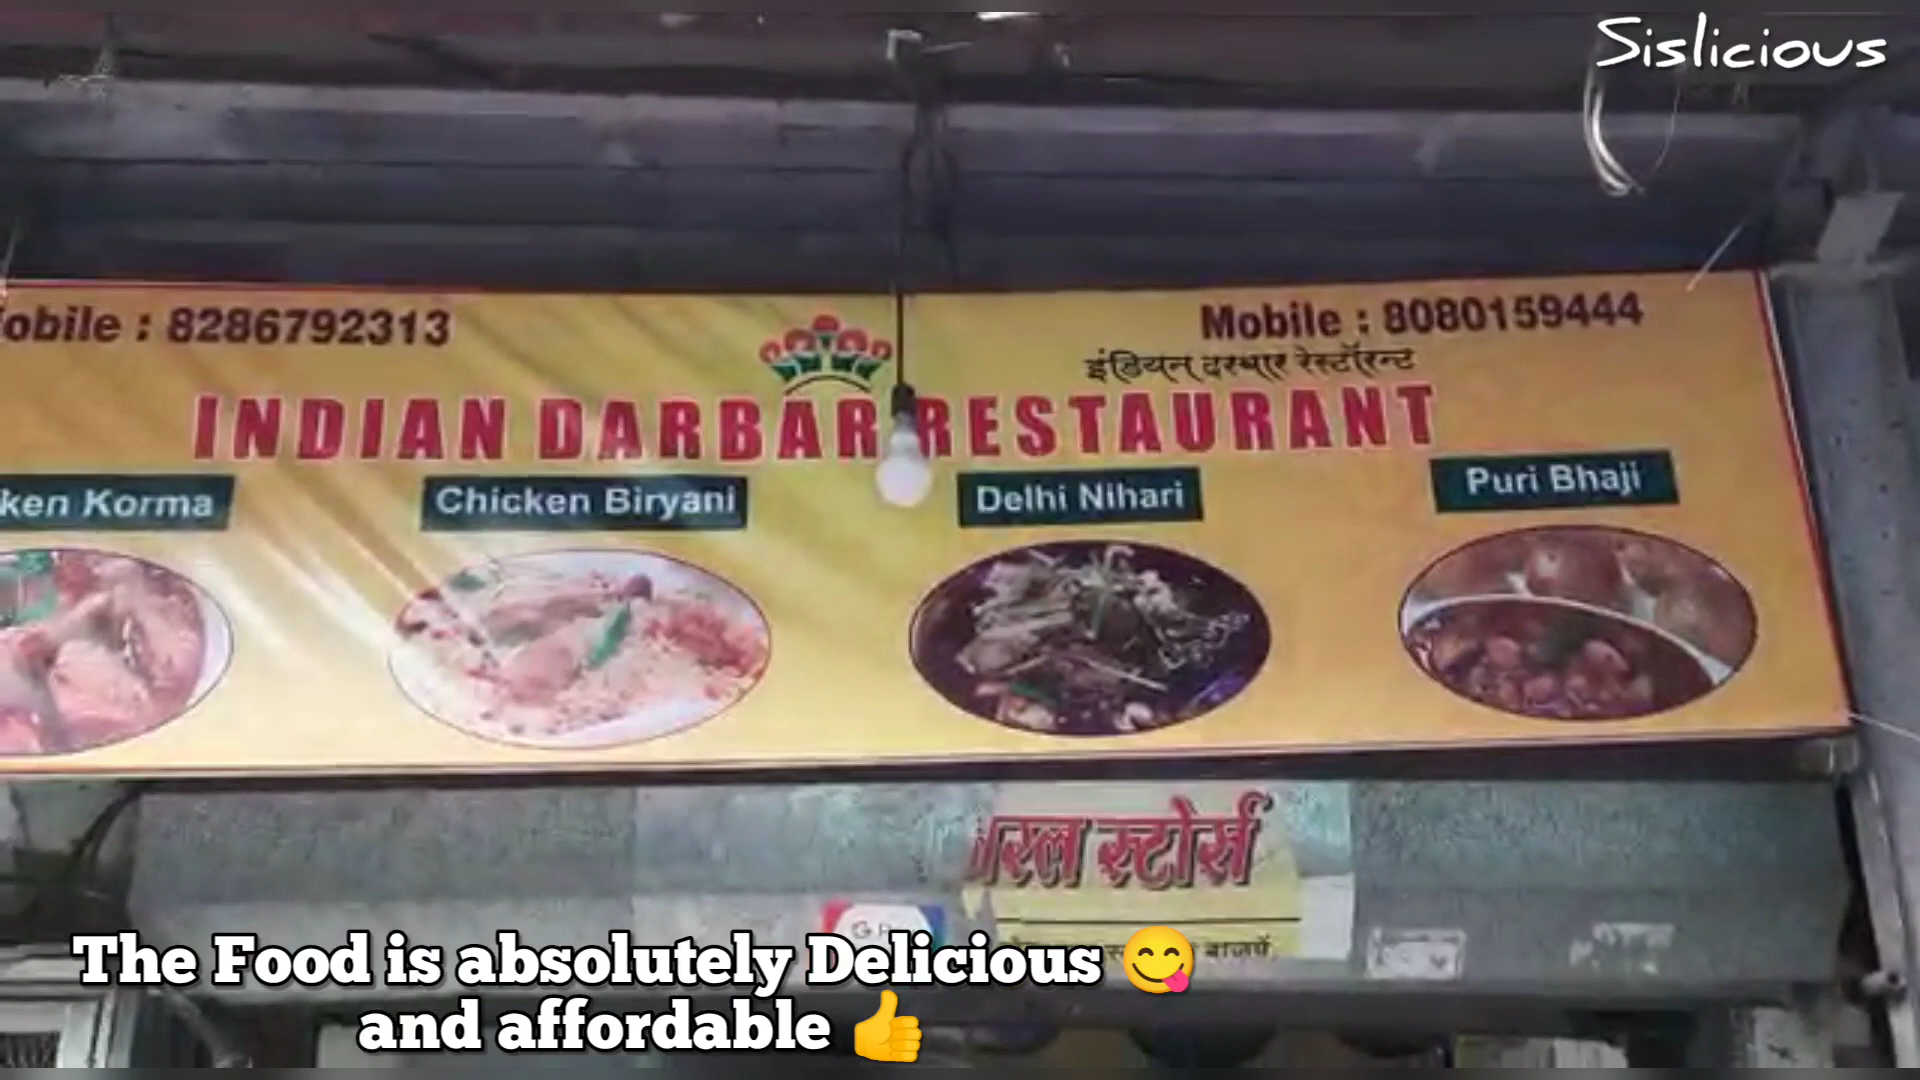 Sislicious
obile : 8286792313
Mobile : 8080159444
इंडियन दरबार रेस्टॉरन्ट
INDIAN DARBAR RESTAURANT
ken Korma
Chicken Biryani
Delhi Nihari
Puri Bhaji
रल स्टोर्स
The Food is absolutely Delicious 😋
and affordable 👍